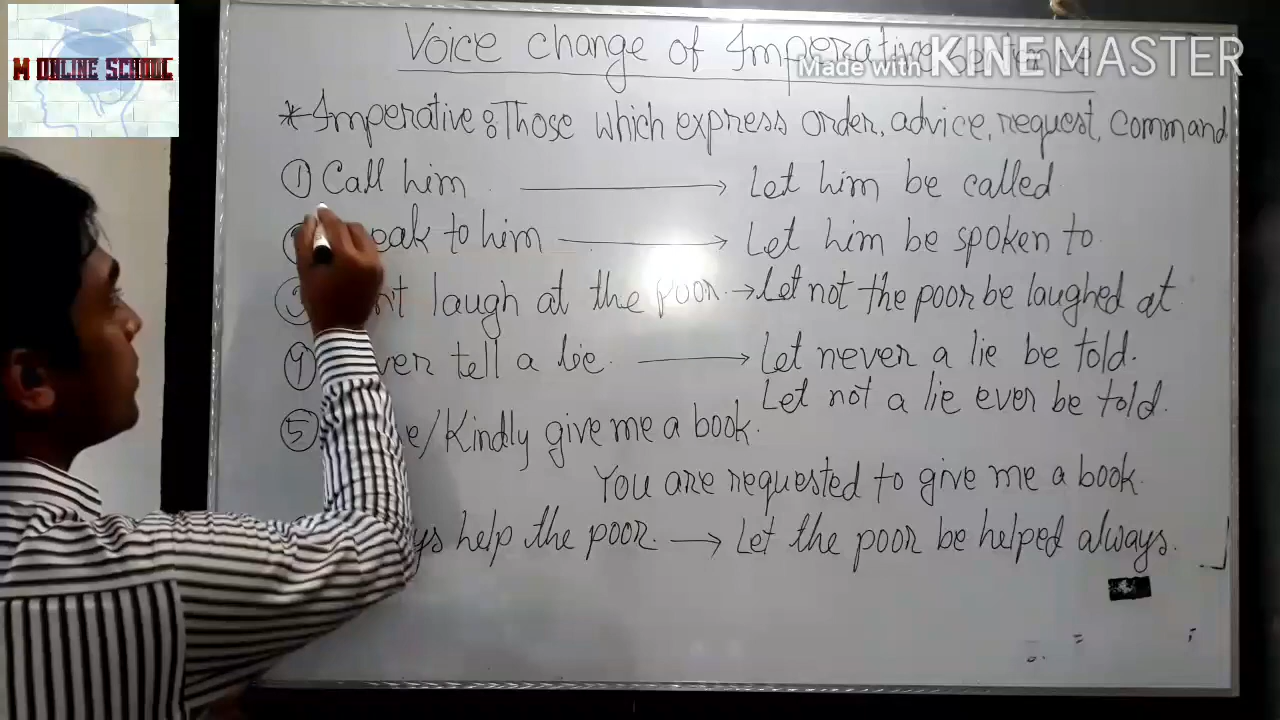 M ONLINE SCHOOL
Made with KINEMASTER
Voice change of Imperative Sentence
*Imperative: Those which express order, advice, request, command
① Call him → Let him be called
to him → Let him be spoken to
laugh at the poor. → Let not the poor be laughed at
④ tell a lie. → Let never a lie be told.
Let not a lie ever be told.
⑤ /Kindly give me a book.
You are requested to give me a book.
help the poor. → Let the poor be helped always.